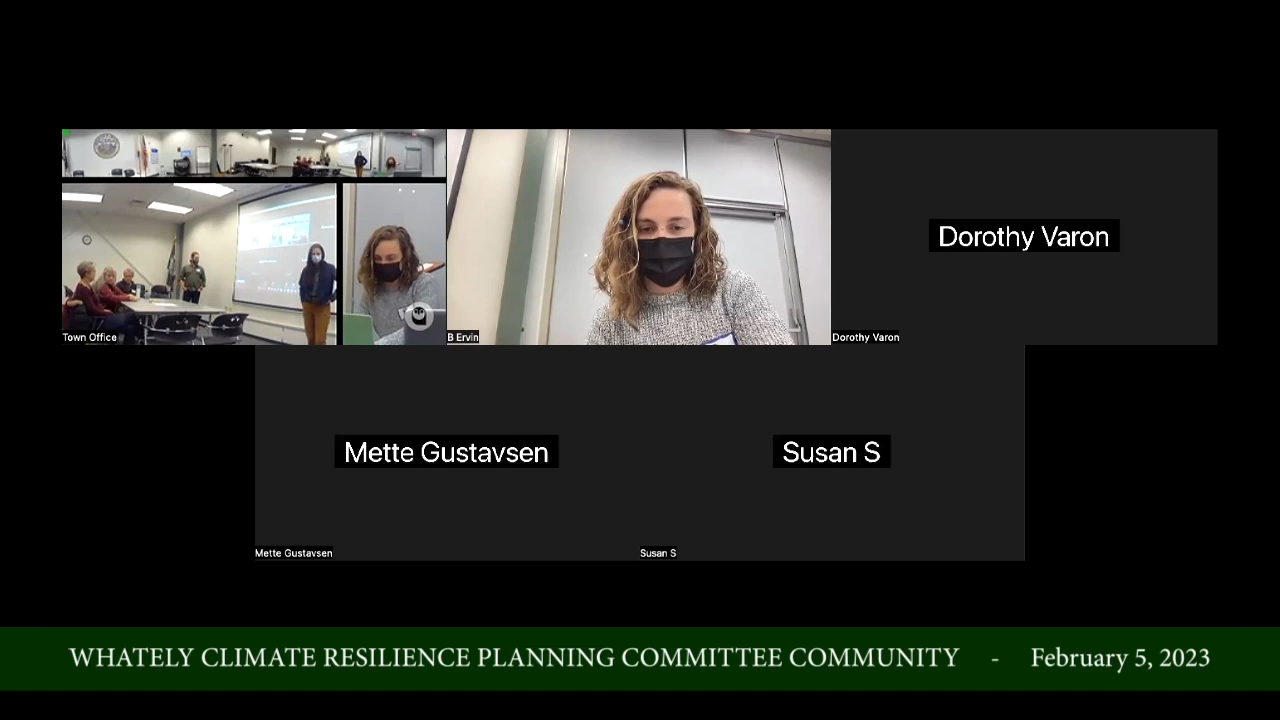 Town Office
B Ervin
Dorothy Varon
Dorothy Varon
Mette Gustavsen
Susan S
Mette Gustavsen
Susan S
WHATELY CLIMATE RESILIENCE PLANNING COMMITTEE COMMUNITY - February 5, 2023